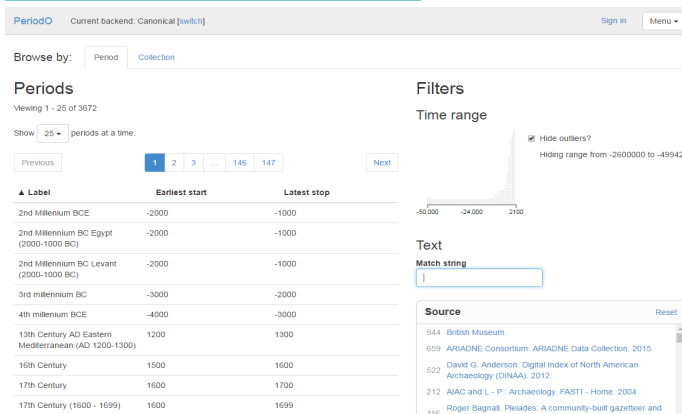 PeriodO Current backend: Canonical [switch] Sign in Menu
Browse by: Period Collection
Periods
Viewing 1 - 25 of 3672
Show 25 periods at a time.
Previous 1 2 3 ... 146 147 Next
▲ Label Earliest start Latest stop
2nd Millenium BCE -2000 -1000
2nd Millennium BC Egypt -2000 -1000
(2000-1000 BC)
2nd Millennium BC Levant -2000 -1000
(2000-1000 BC)
3rd millennium BC -3000 -2000
4th millenium BCE -4000 -3000
13th Century AD Eastern 1200 1300
Mediterranean (AD 1200-1300)
16th Century 1500 1600
17th Century 1600 1700
17th Century (1600 - 1699) 1600 1699
Filters
Time range
Hide outliers?
Hiding range from -2600000 to -49942
-50,000 -24,000 2100
Text
Match string
Source Reset
944 British Museum.
659 ARIADNE Consortium. ARIADNE Data Collection. 2015.
522 David G. Anderson. Digital Index of North American
Archaeology (DINAA). 2012.
212 AIAC and L - P : Archaeology. FASTI - Home. 2004.
Roger Bagnall. Pleiades: A community-built gazetteer and